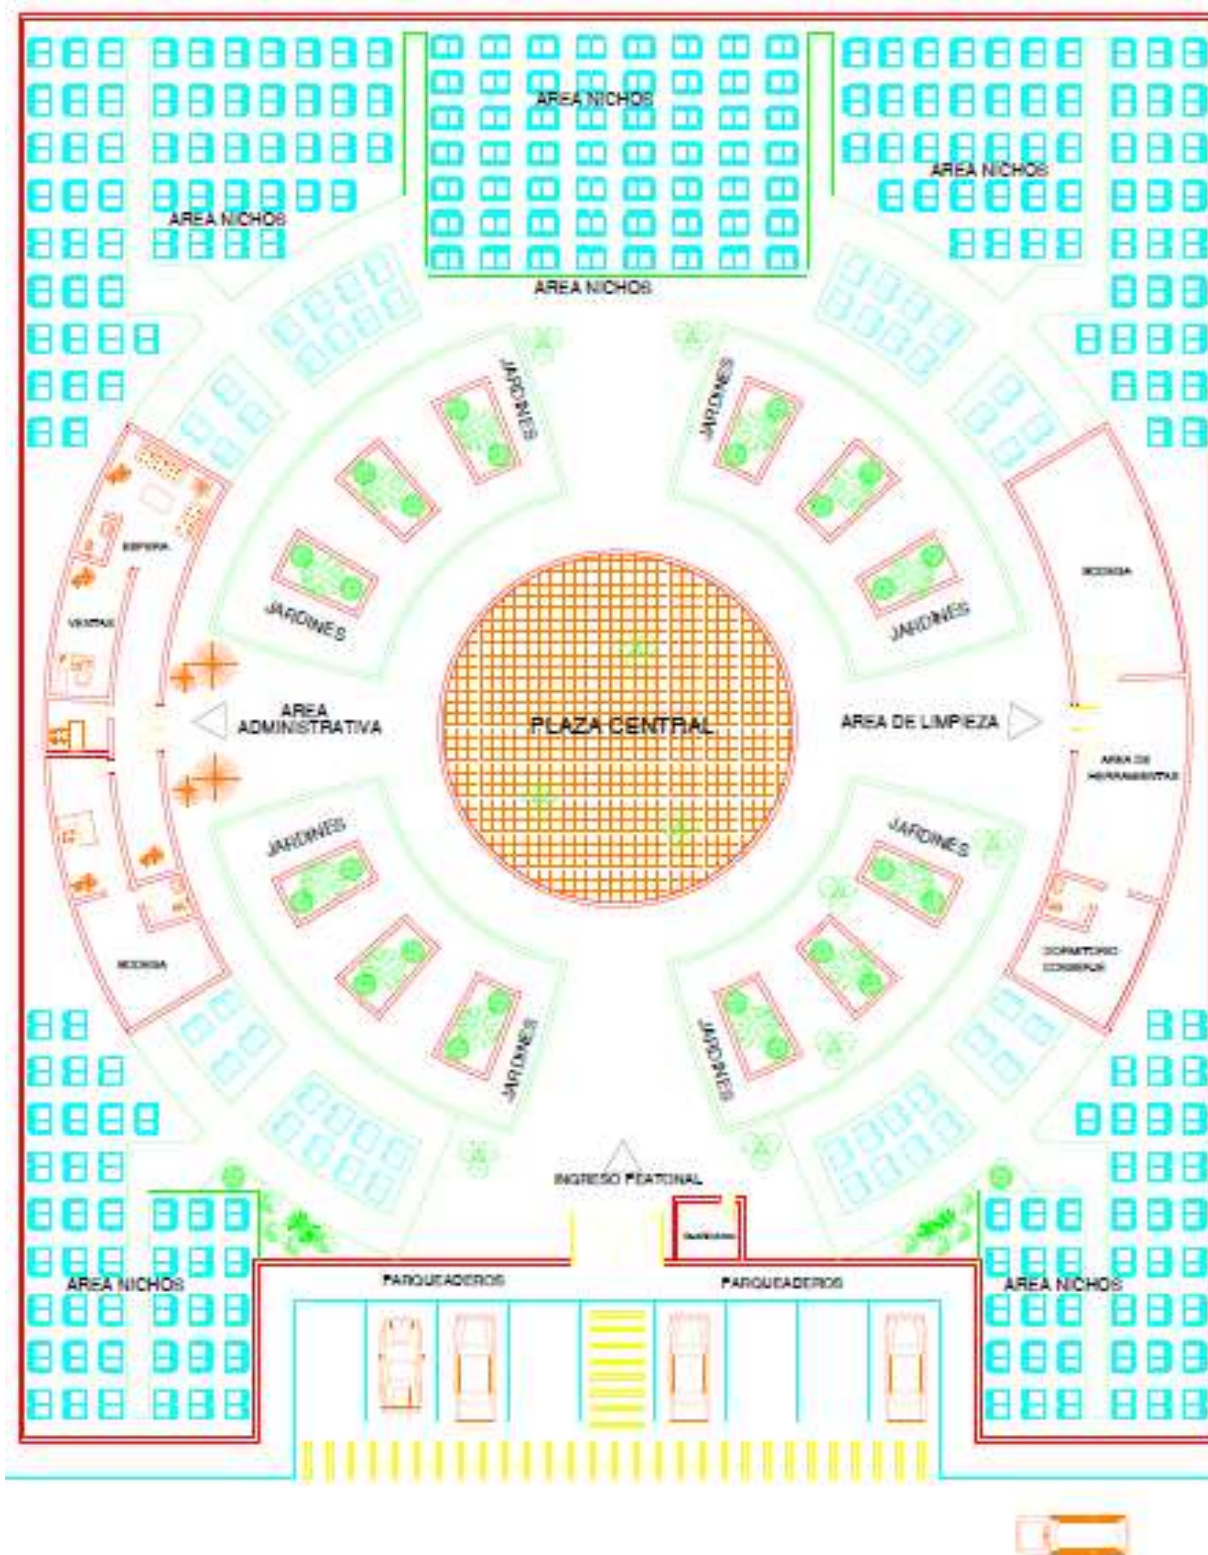 AREA NICHOS
AREA NICHOS
AREA NICHOS
AREA NICHOS
JARDINES
JARDINES
ESPERA
BODEGA
JARDINES
JARDINES
VENTAS
AREA
ADMINISTRATIVA
PLAZA CENTRAL
AREA DE LIMPIEZA
AREA DE
HERRAMIENTAS
JARDINES
JARDINES
BODEGA
DORMITORIO
CONSERJE
JARDINES
JARDINES
INGRESO PEATONAL
PARQUEADEROS
PARQUEADEROS
AREA NICHOS
AREA NICHOS